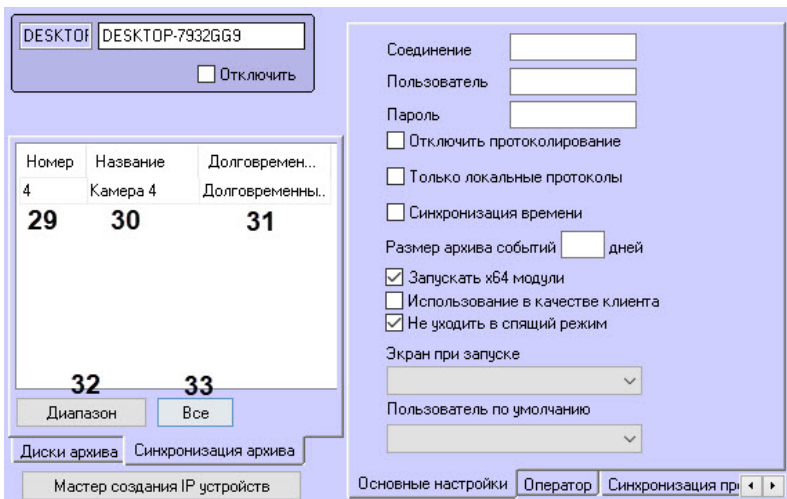 DESKTOP DESKTOP-7932GG9
Отключить
Номер Название Долговремен...
4 Камера 4 Долговременны..
29 30 31
32 33
Диапазон Все
Диски архива Синхронизация архива
Мастер создания IP устройств
Соединение
Пользователь
Пароль
Отключить протоколирование
Только локальные протоколы
Синхронизация времени
Размер архива событий дней
Запускать x64 модули
Использование в качестве клиента
Не уходить в спящий режим
Экран при запуске
Пользователь по умолчанию
Основные настройки Оператор Синхронизация пр